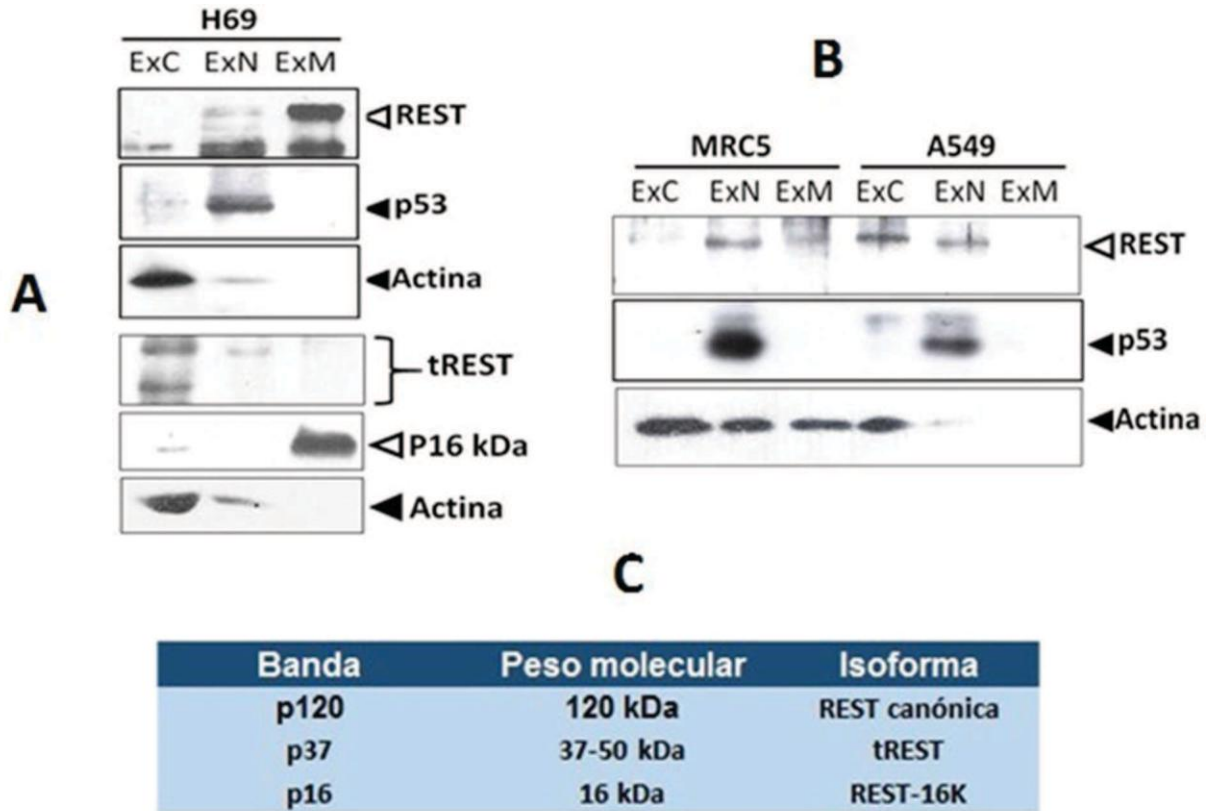 H69
ExC ExN ExM
REST
p53
Actina
A
tREST
P16 kDa
Actina
B
MRC5 A549
ExC ExN ExM ExC ExN ExM
REST
p53
Actina
C
Banda Peso molecular Isoforma
p120 120 kDa REST canónica
p37 37-50 kDa tREST
p16 16 kDa REST-16K